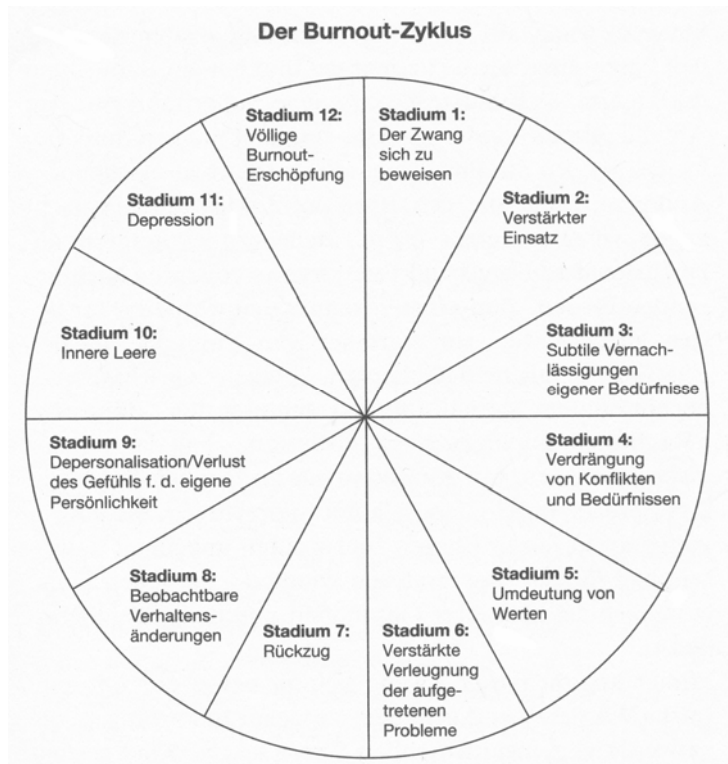 Der Burnout-Zyklus
Stadium 1:
Der Zwang
sich zu
beweisen
Stadium 2:
Verstärkter
Einsatz
Stadium 3:
Subtile Vernach-
lässigungen
eigener Bedürfnisse
Stadium 4:
Verdrängung
von Konflikten
und Bedürfnissen
Stadium 5:
Umdeutung von
Werten
Stadium 6:
Verstärkte
Verleugnung
der aufge-
tretenen
Probleme
Stadium 7:
Rückzug
Stadium 8:
Beobachtbare
Verhaltens-
änderungen
Stadium 9:
Depersonalisation/Verlust
des Gefühls f. d. eigene
Persönlichkeit
Stadium 10:
Innere Leere
Stadium 11:
Depression
Stadium 12:
Völlige
Burnout-
Erschöpfung